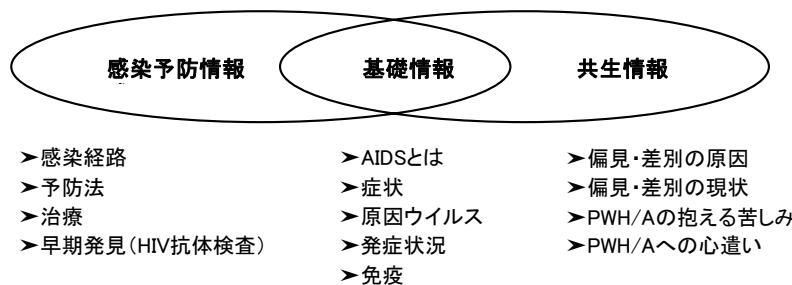 感染予防情報
基礎情報
共生情報
➤感染経路
➤予防法
➤治療
➤早期発見(HIV抗体検査)
➤AIDSとは
➤症状
➤原因ウイルス
➤発症状況
➤免疫
➤偏見・差別の原因
➤偏見・差別の現状
➤PWH/Aの抱える苦しみ
➤PWH/Aへの心遣い